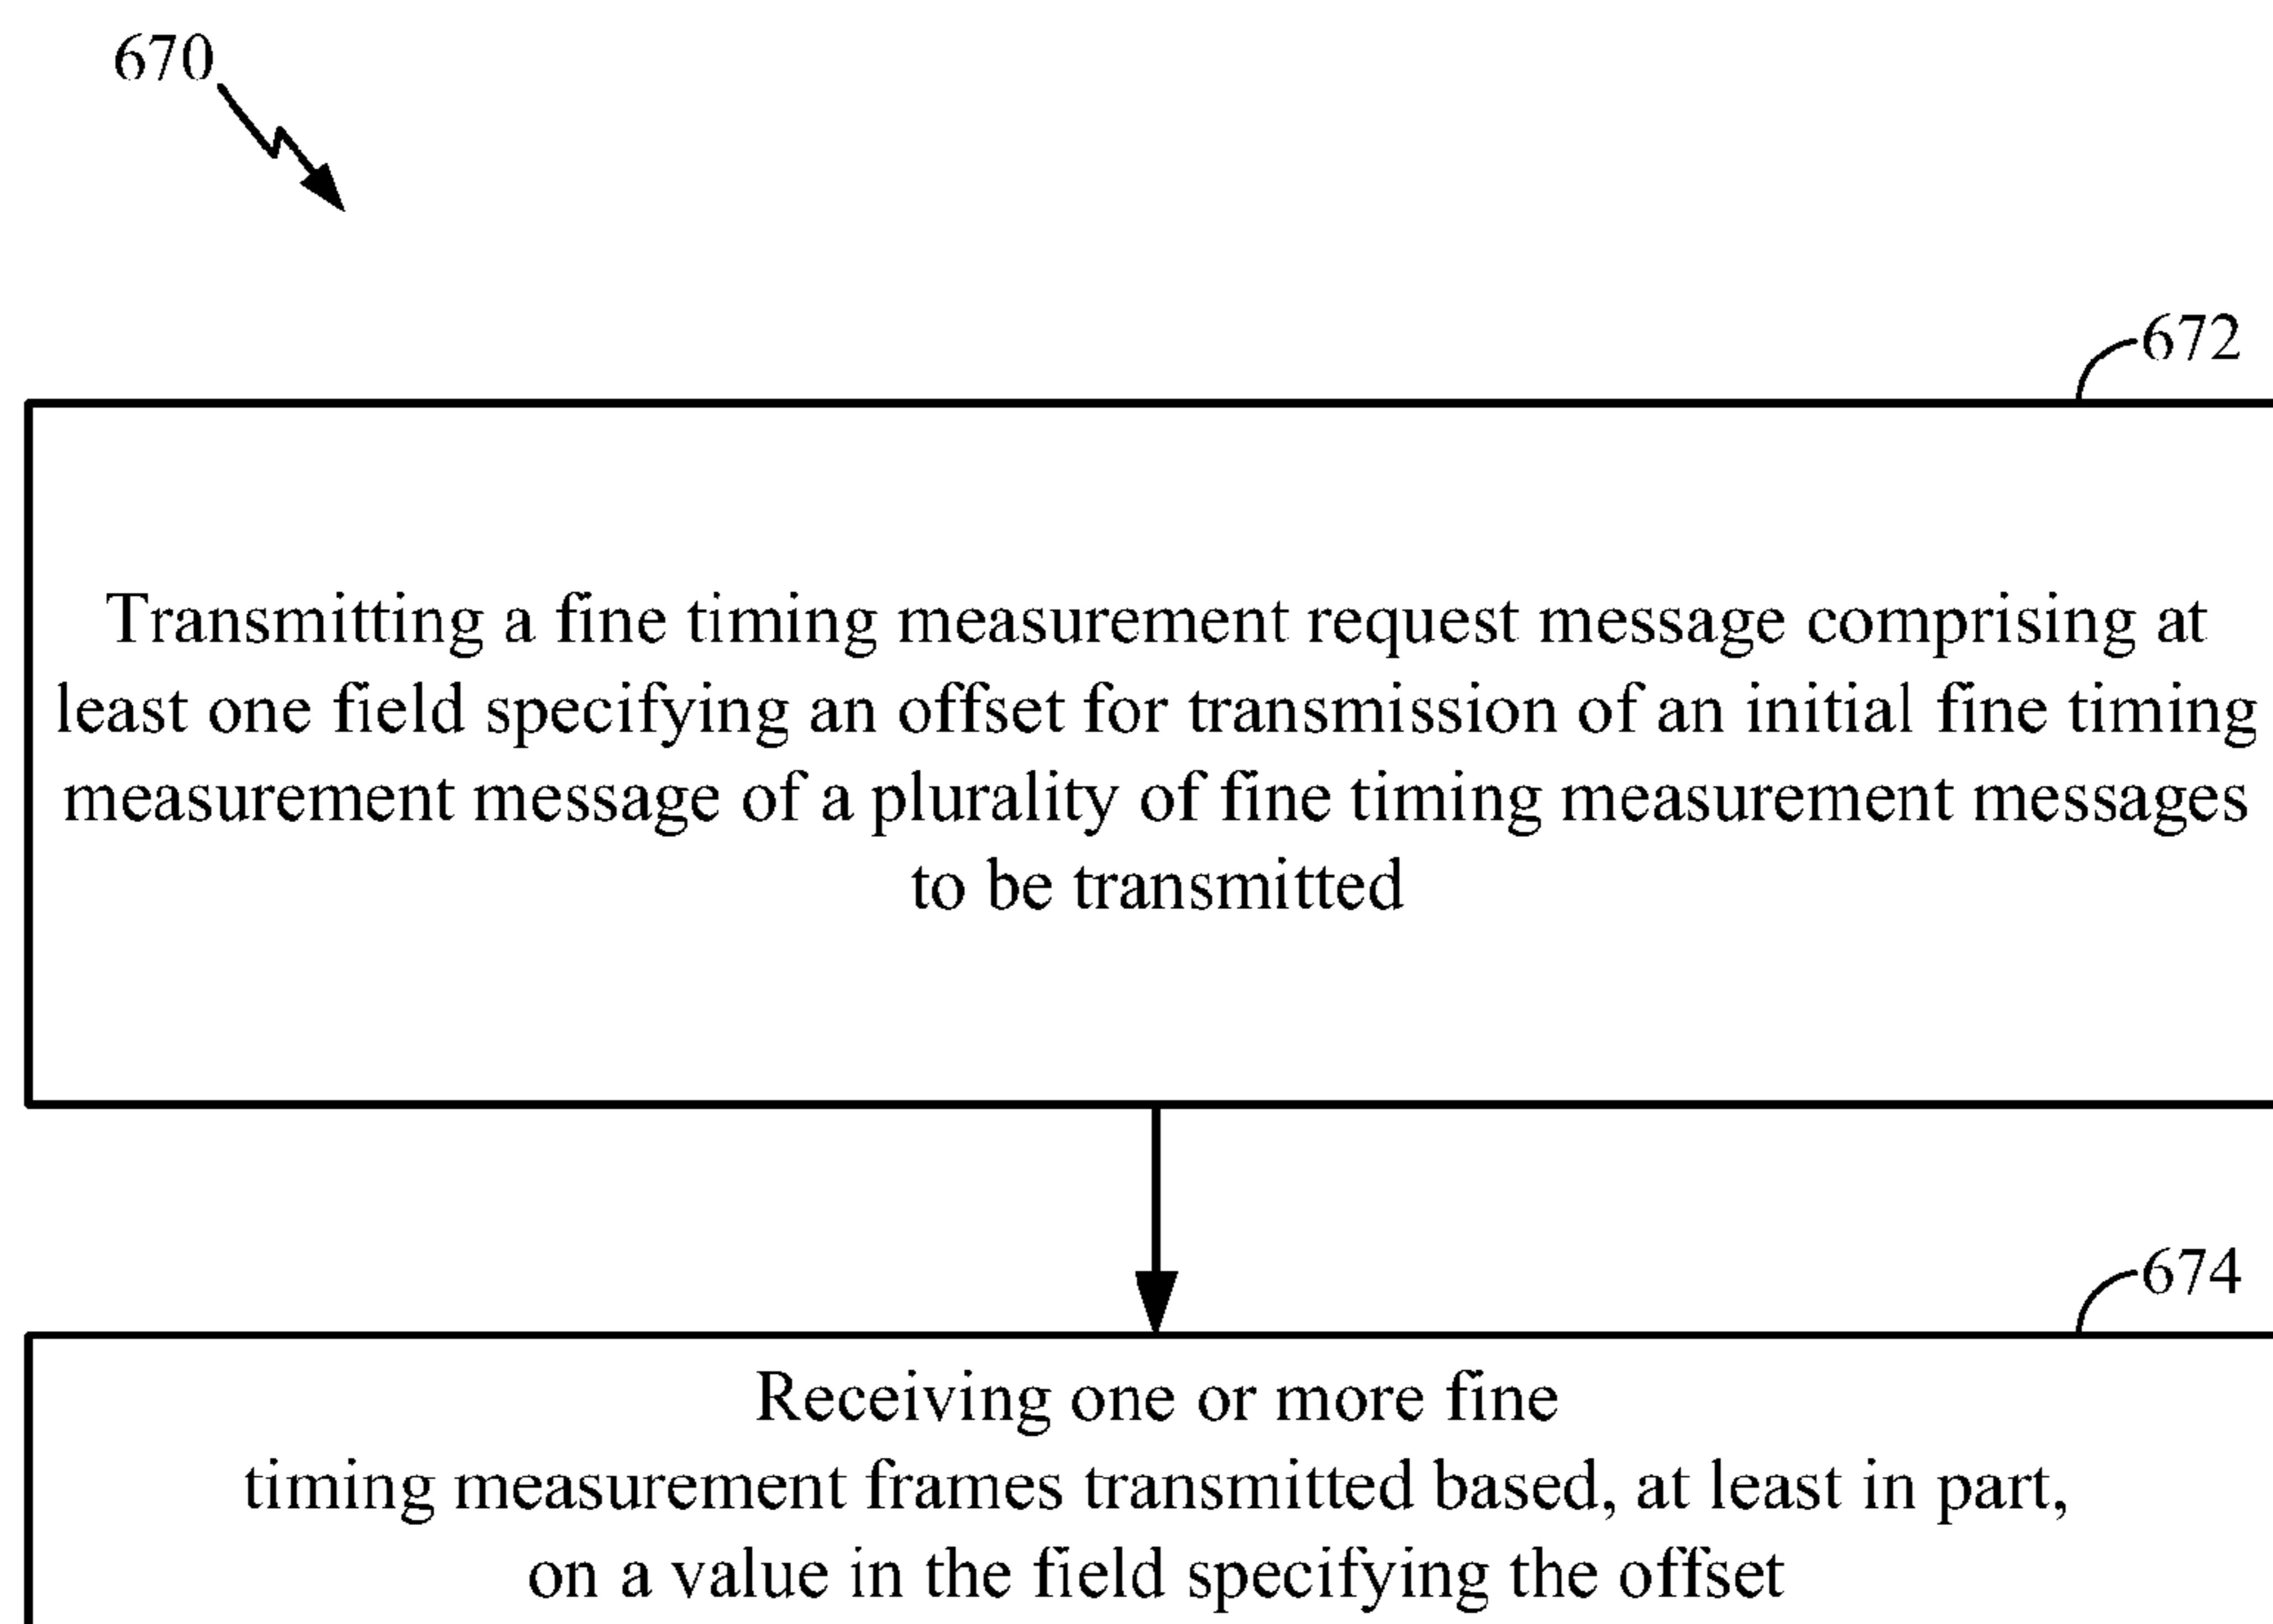 670
672
Transmitting a fine timing measurement request message comprising at
least one field specifying an offset for transmission of an initial fine timing
measurement message of a plurality of fine timing measurement messages
to be transmitted
674
Receiving one or more fine
timing measurement frames transmitted based, at least in part,
on a value in the field specifying the offset